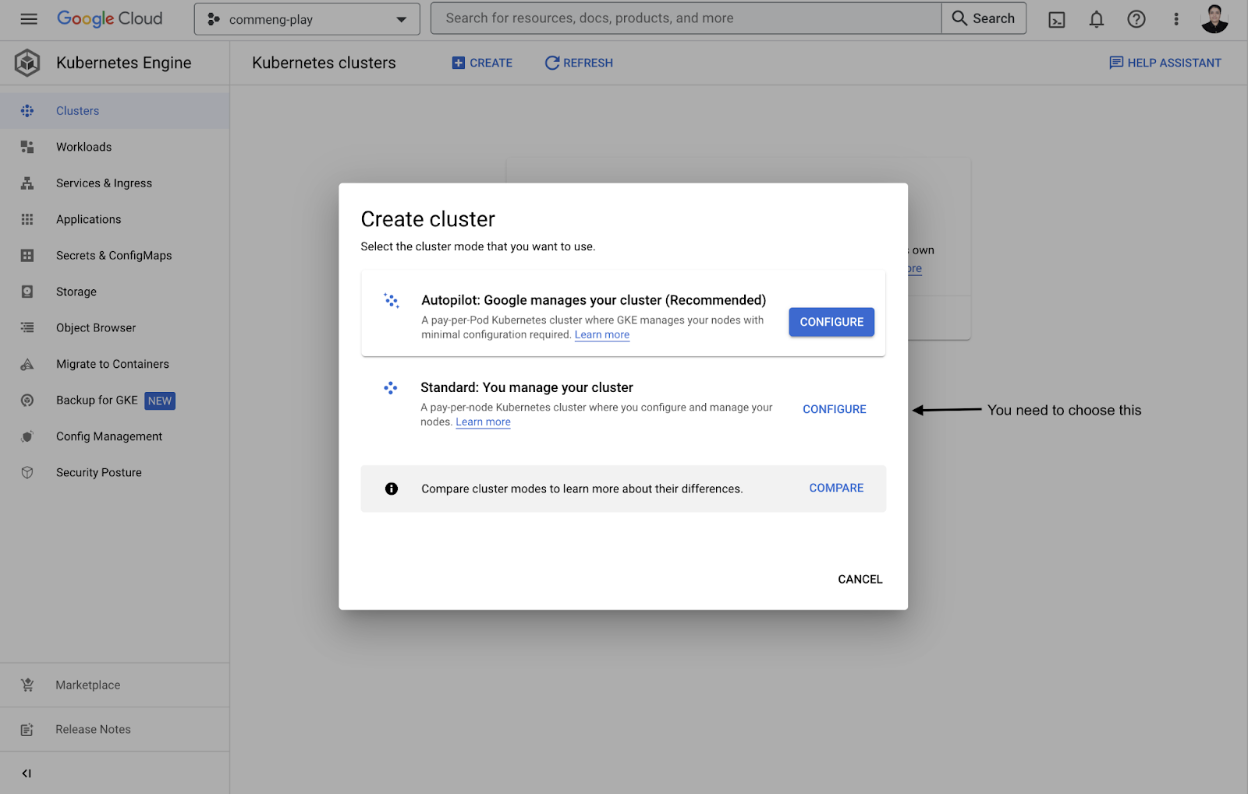 Google Cloud
commeng-play
Search for resources, docs, products, and more
Search
Kubernetes Engine
Kubernetes clusters
CREATE
REFRESH
HELP ASSISTANT
Clusters
Workloads
Services & Ingress
Applications
Secrets & ConfigMaps
Storage
Object Browser
Migrate to Containers
Backup for GKE NEW
Config Management
Security Posture
Marketplace
Release Notes
Create cluster
Select the cluster mode that you want to use.
Autopilot: Google manages your cluster (Recommended)
A pay-per-Pod Kubernetes cluster where GKE manages your nodes with
minimal configuration required. Learn more
CONFIGURE
Standard: You manage your cluster
A pay-per-node Kubernetes cluster where you configure and manage your
nodes. Learn more
CONFIGURE
Compare cluster modes to learn more about their differences.
COMPARE
CANCEL
own
You need to choose this